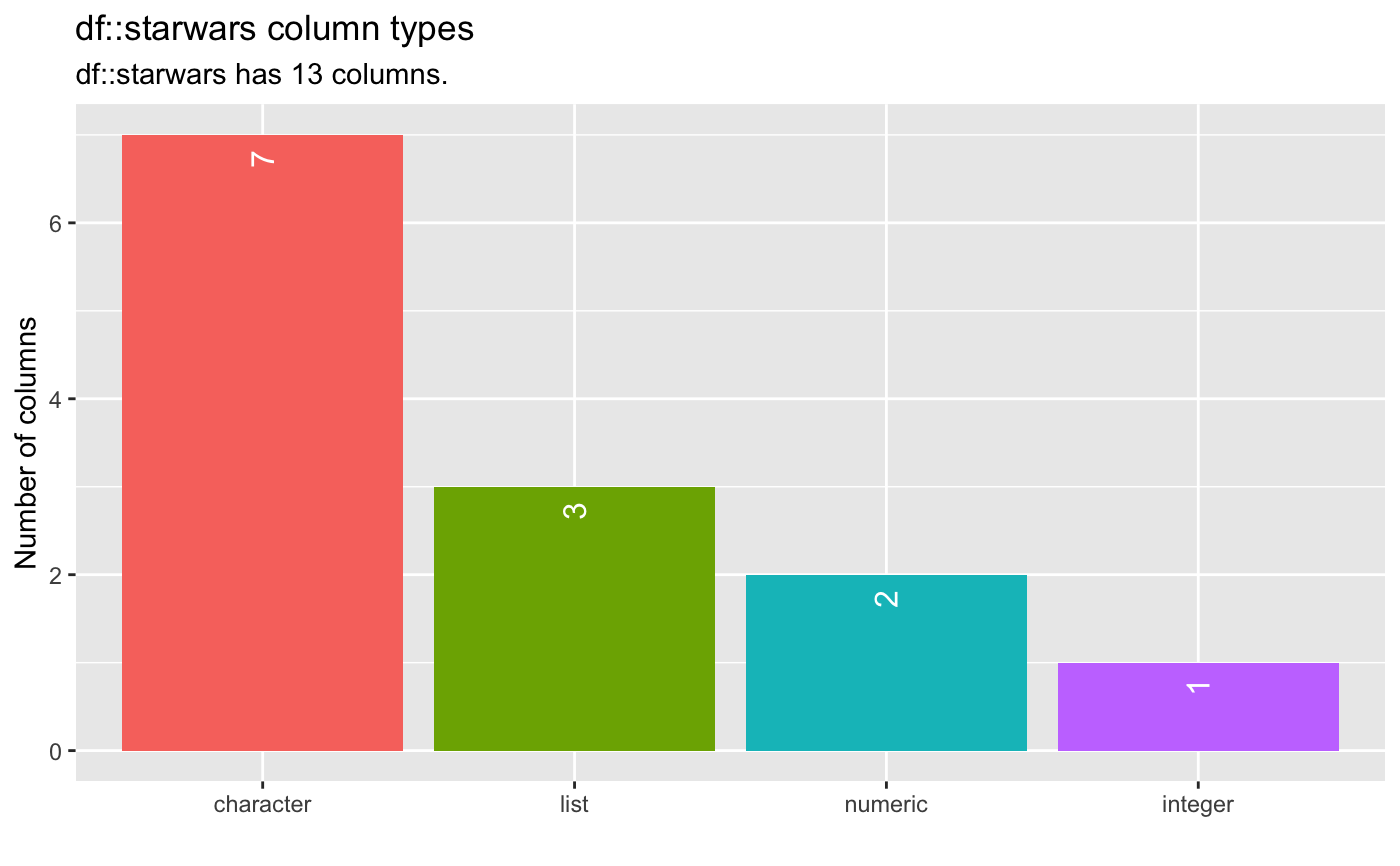 df::starwars column types
df::starwars has 13 columns.
Number of columns
6
4
2
0
7
3
2
1
character
list
numeric
integer